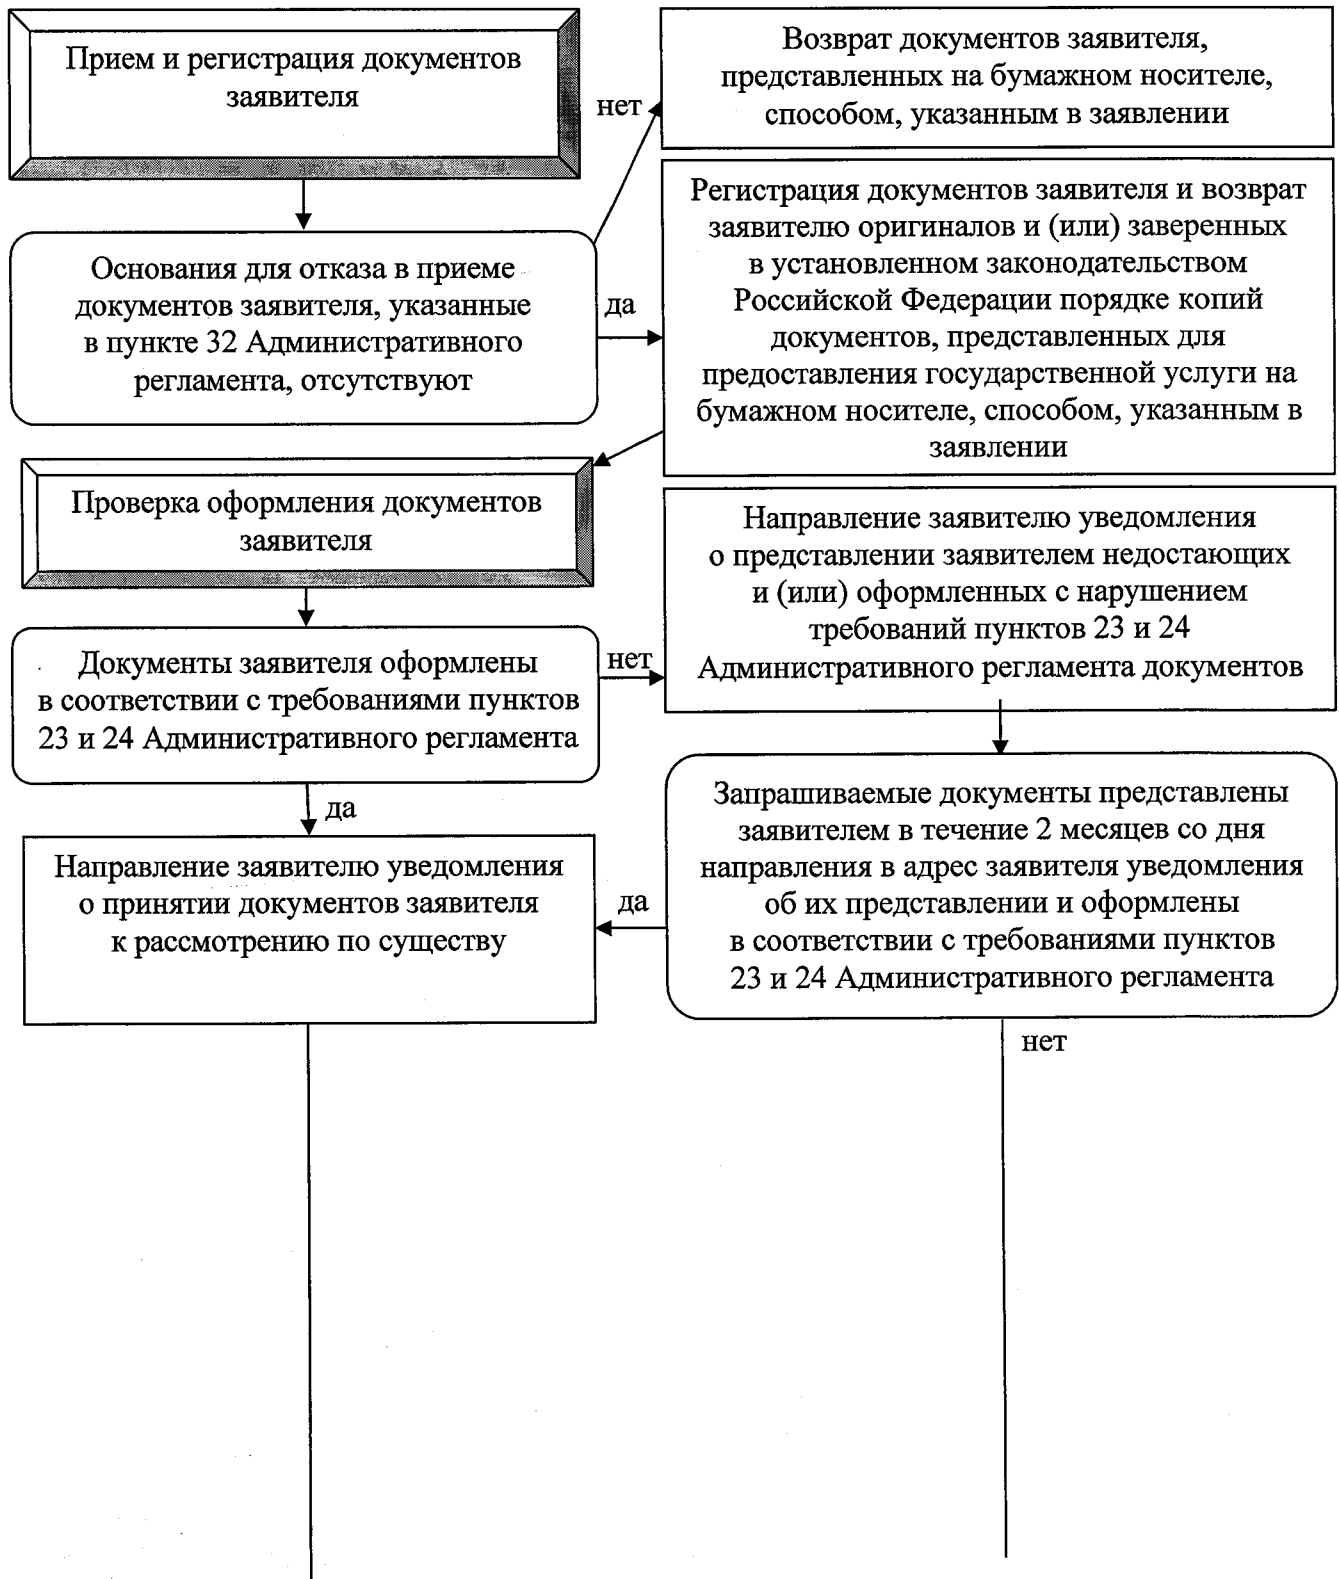 Прием и регистрация документов
заявителя
Возврат документов заявителя,
представленных на бумажном носителе,
способом, указанным в заявлении
нет
Основания для отказа в приеме
документов заявителя, указанные
в пункте 32 Административного
регламента, отсутствуют
да
Регистрация документов заявителя и возврат
заявителю оригиналов и (или) заверенных
в установленном законодательством
Российской Федерации порядке копий
документов, представленных для
предоставления государственной услуги на
бумажном носителе, способом, указанным в
заявлении
Проверка оформления документов
заявителя
Направление заявителю уведомления
о представлении заявителем недостающих
и (или) оформленных с нарушением
требований пунктов 23 и 24
Административного регламента документов
Документы заявителя оформлены
в соответствии с требованиями пунктов
23 и 24 Административного регламента
нет
да
Запрашиваемые документы представлены
заявителем в течение 2 месяцев со дня
направления в адрес заявителя уведомления
об их представлении и оформлены
в соответствии с требованиями пунктов
23 и 24 Административного регламента
Направление заявителю уведомления
о принятии документов заявителя
к рассмотрению по существу
да
нет